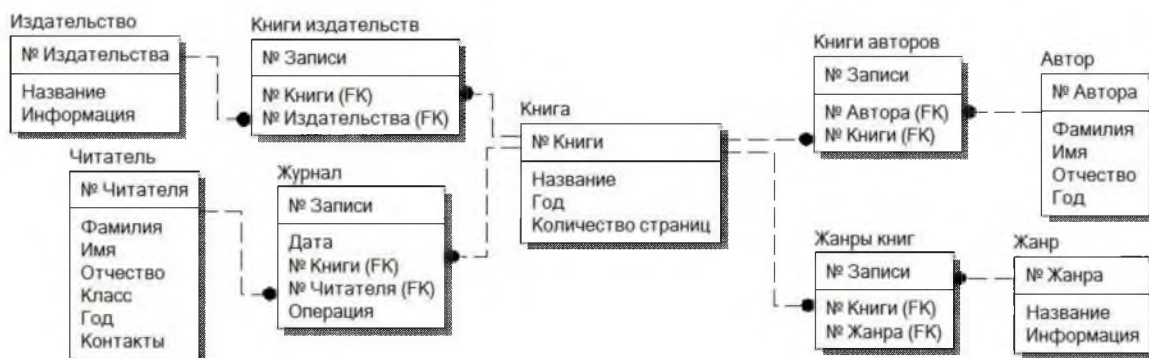 Издательство
№ Издательства
Название
Информация
Книги издательств
№ Записи
№ Книги (FK)
№ Издательства (FK)
Читатель
№ Читателя
Фамилия
Имя
Отчество
Класс
Год
Контакты
Журнал
№ Записи
Дата
№ Книги (FK)
№ Читателя (FK)
Операция
Книга
№ Книги
Название
Год
Количество страниц
Книги авторов
№ Записи
№ Автора (FK)
№ Книги (FK)
Автор
№ Автора
Фамилия
Имя
Отчество
Год
Жанры книг
№ Записи
№ Книги (FK)
№ Жанра (FK)
Жанр
№ Жанра
Название
Информация